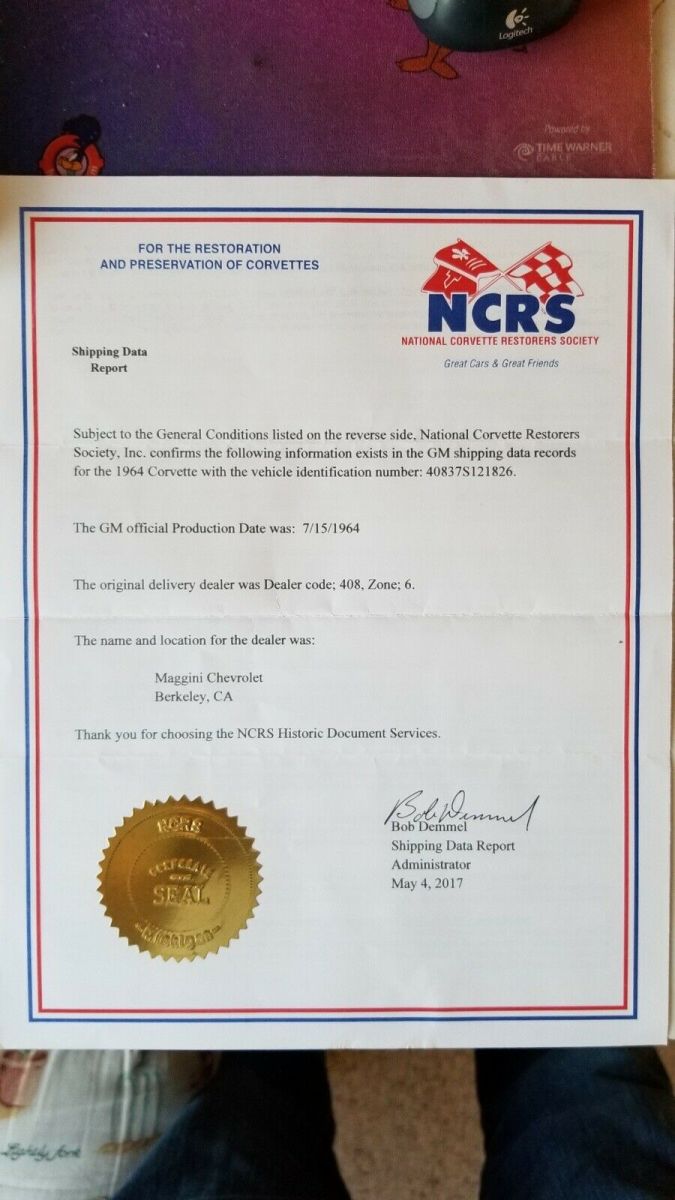 Logitech
Powered by
TIME WARNER
CABLE
FOR THE RESTORATION
AND PRESERVATION OF CORVETTES
NCRS
NATIONAL CORVETTE RESTORERS SOCIETY
Great Cars & Great Friends
Shipping Data
Report
Subject to the General Conditions listed on the reverse side, National Corvette Restorers
Society, Inc. confirms the following information exists in the GM shipping data records
for the 1964 Corvette with the vehicle identification number: 40837S121826.
The GM official Production Date was: 7/15/1964
The original delivery dealer was Dealer code; 408, Zone; 6.
The name and location for the dealer was:
Maggini Chevrolet
Berkeley, CA
Thank you for choosing the NCRS Historic Document Services.
Bob Demmel
Bob Demmel
Shipping Data Report
Administrator
May 4, 2017
NCRS
CORPORATE
SEAL
Michigan